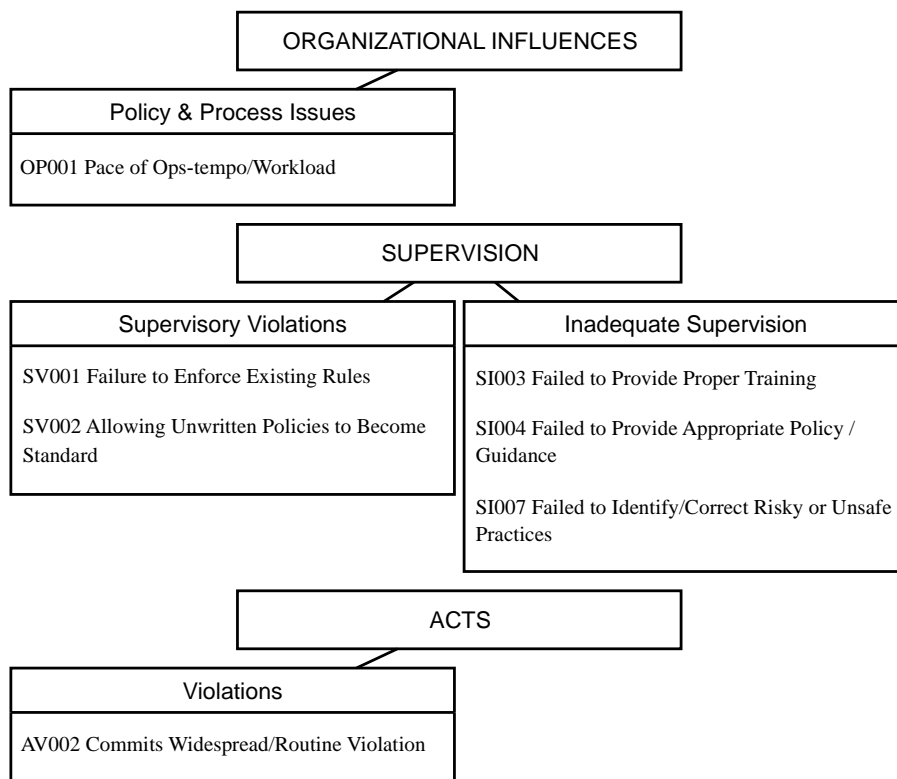 ORGANIZATIONAL INFLUENCES
Policy & Process Issues
OP001 Pace of Ops-tempo/Workload
SUPERVISION
Supervisory Violations
SV001 Failure to Enforce Existing Rules
SV002 Allowing Unwritten Policies to Become
Standard
Inadequate Supervision
SI003 Failed to Provide Proper Training
SI004 Failed to Provide Appropriate Policy /
Guidance
SI007 Failed to Identify/Correct Risky or Unsafe
Practices
ACTS
Violations
AV002 Commits Widespread/Routine Violation